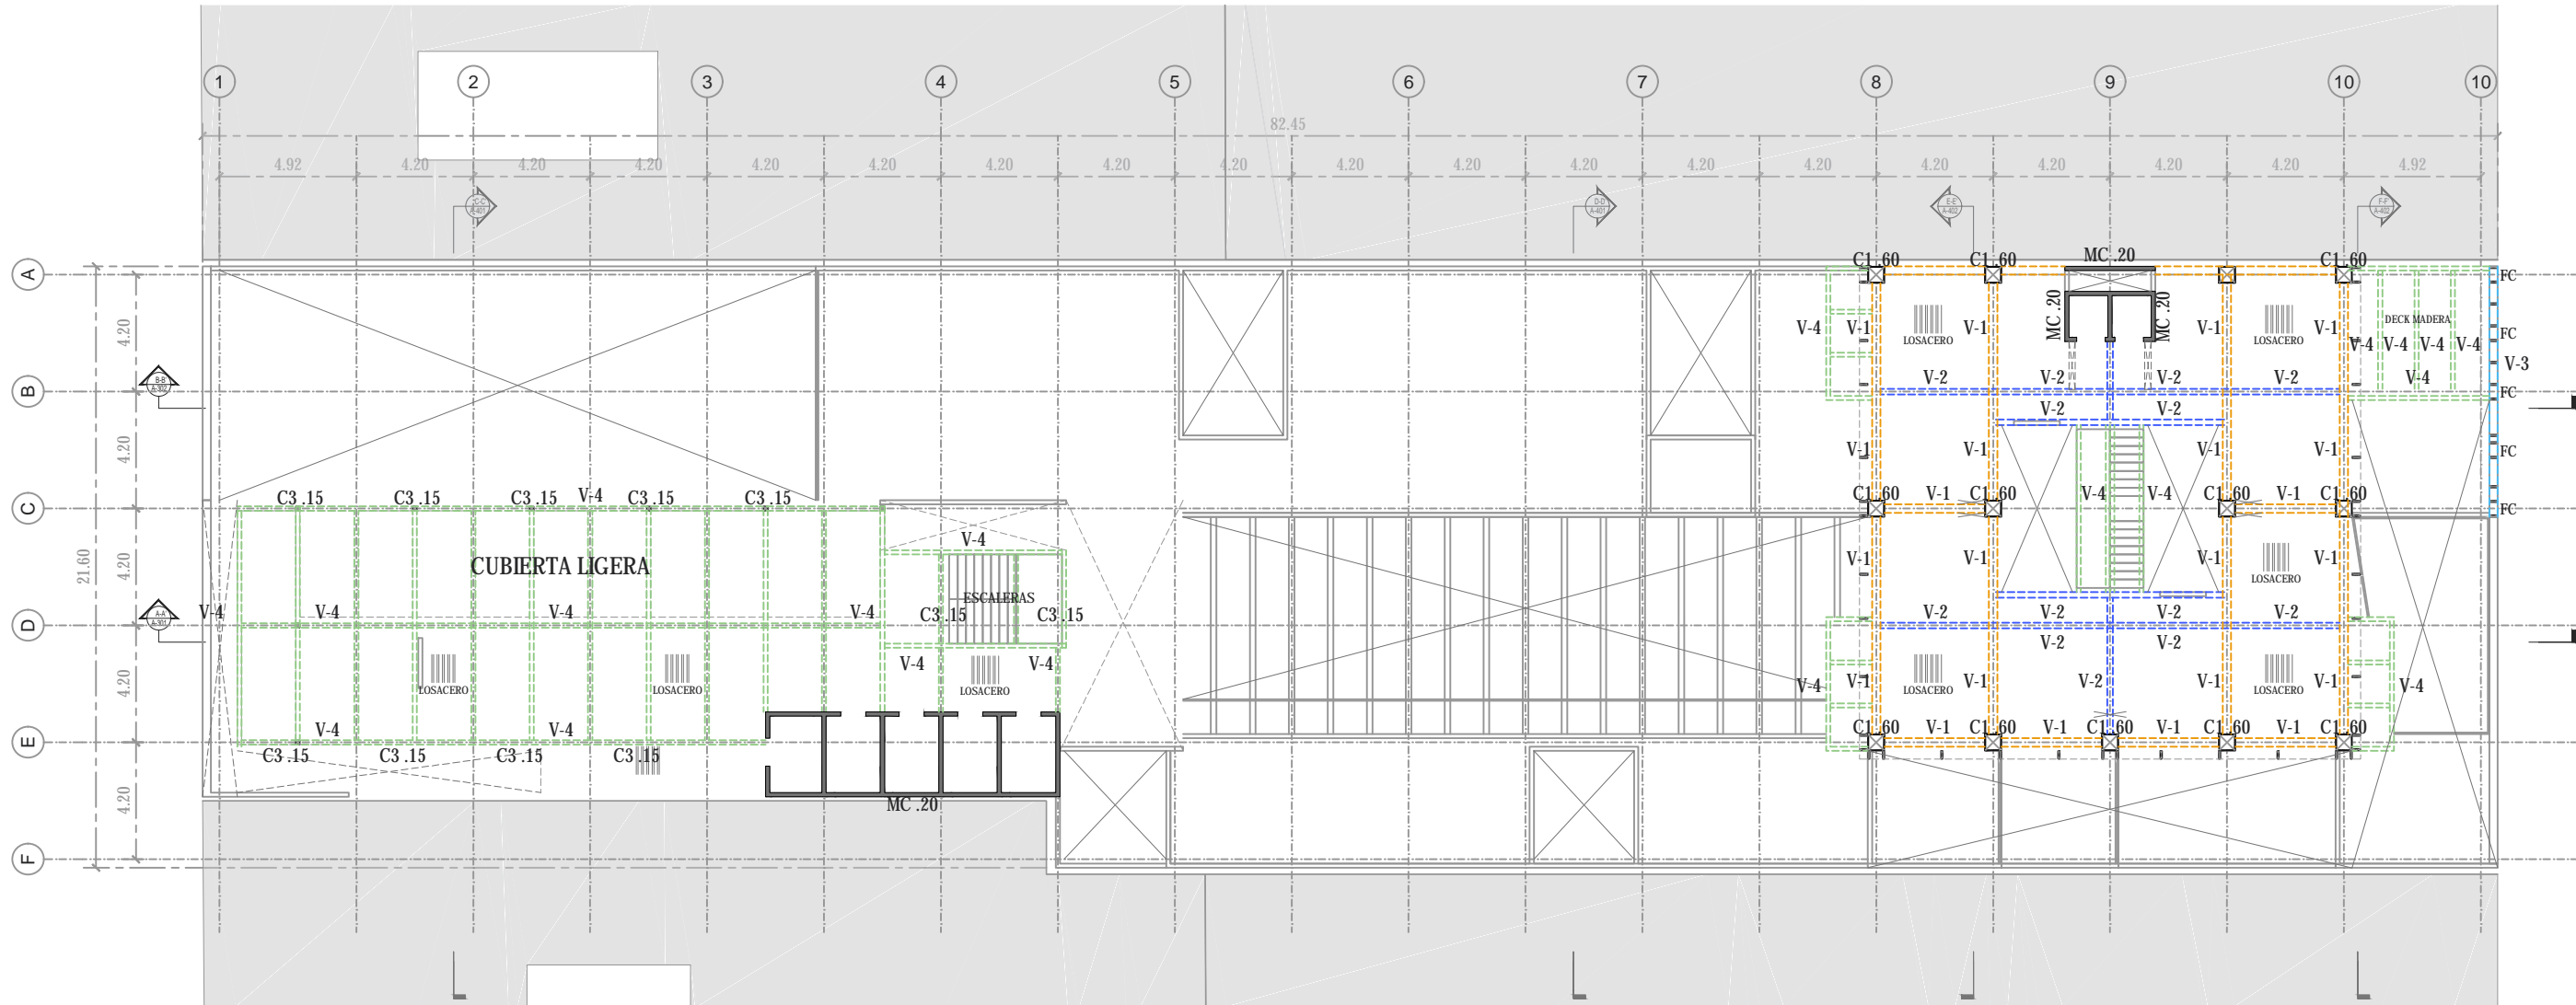 1 2 3 4 5 6 7 8 9 10 10
82.45
4.92 4.20 4.20 4.20 4.20 4.20 4.20 4.20 4.20 4.20 4.20 4.20 4.20 4.20 4.20 4.20 4.20 4.20 4.92
C-C' A-401
D-D' A-401
E-E' A-402
F-F' A-402
A
C1 .60 C1 .60 MC .20 C1 .60
FC
4.20 V-4 V-1 LOSACERO V-1 MC .20 MC .20 V-1 LOSACERO V-1 DECK MADERA FC
V-4 V-4 V-4 V-4
V-3
B
B-B' A-302
V-2 V-2 V-2 V-2 V-4
FC
V-2 V-2
4.20 V-1 V-1 V-1 V-1 FC
C3 .15 C3 .15 C3 .15 V-4 C3 .15 C3 .15
C1 .60 V-1 C1 .60 V-4 V-4 C1 .60 V-1 C1 .60
C
FC
V-4
21.60 4.20 CUBIERTA LIGERA
V-1 V-1 V-1 LOSACERO V-1
ESCALERAS
A-A' A-301
V-4 V-4 V-4 V-4 C3 .15 C3 .15
V-2 V-2 V-2 V-2
D
V-2 V-2
4.20 LOSACERO LOSACERO V-4 LOSACERO V-4
V-4 V-1 LOSACERO V-1 V-2 V-1 LOSACERO V-1 V-4
V-4 V-4
C1 .60 V-1 C1 .60 V-1 C1 .60 V-1 C1 .60 V-1 C1 .60
E
C3 .15 C3 .15 C3 .15 C3 .15
4.20
MC .20
F